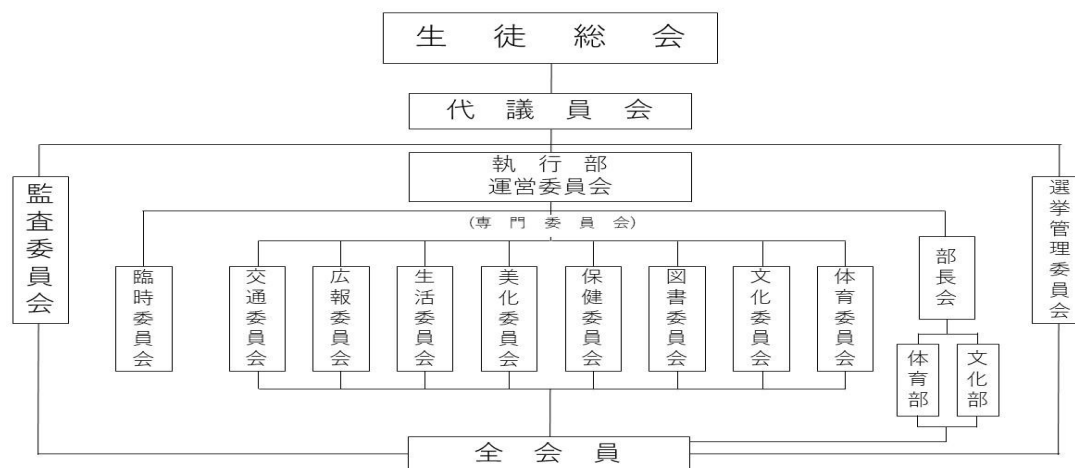 生徒総会
代議員会
執行部
運営委員会
監査委員会
選挙管理委員会
(専門委員会)
臨時委員会
交通委員会
広報委員会
生活委員会
美化委員会
保健委員会
図書委員会
文化委員会
体育委員会
部長会
体育部
文化部
全会員